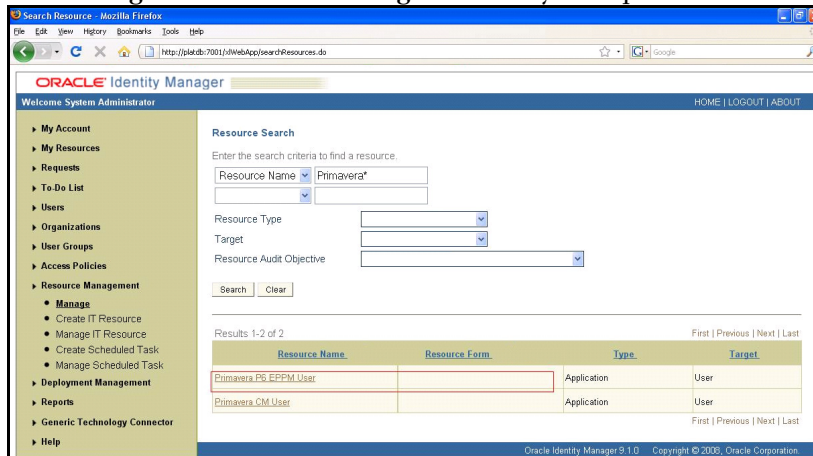 Search Resource - Mozilla Firefox
File Edit View History Bookmarks Tools Help
http://platdb:7001/xlWebApp/searchResources.do
Google
ORACLE Identity Manager
Welcome System Administrator
HOME | LOGOUT | ABOUT
My Account
My Resources
Requests
To-Do List
Users
Organizations
User Groups
Access Policies
Resource Management
Manage
Create IT Resource
Manage IT Resource
Create Scheduled Task
Manage Scheduled Task
Deployment Management
Reports
Generic Technology Connector
Help
Resource Search
Enter the search criteria to find a resource.
Resource Name Primavera*
Resource Type
Target
Resource Audit Objective
Search Clear
Results 1-2 of 2
First | Previous | Next | Last
Resource Name Resource Form Type Target
Primavera P6 EPPM User Application User
Primavera CM User Application User
First | Previous | Next | Last
Oracle Identity Manager 9.1.0 Copyright © 2008, Oracle Corporation.